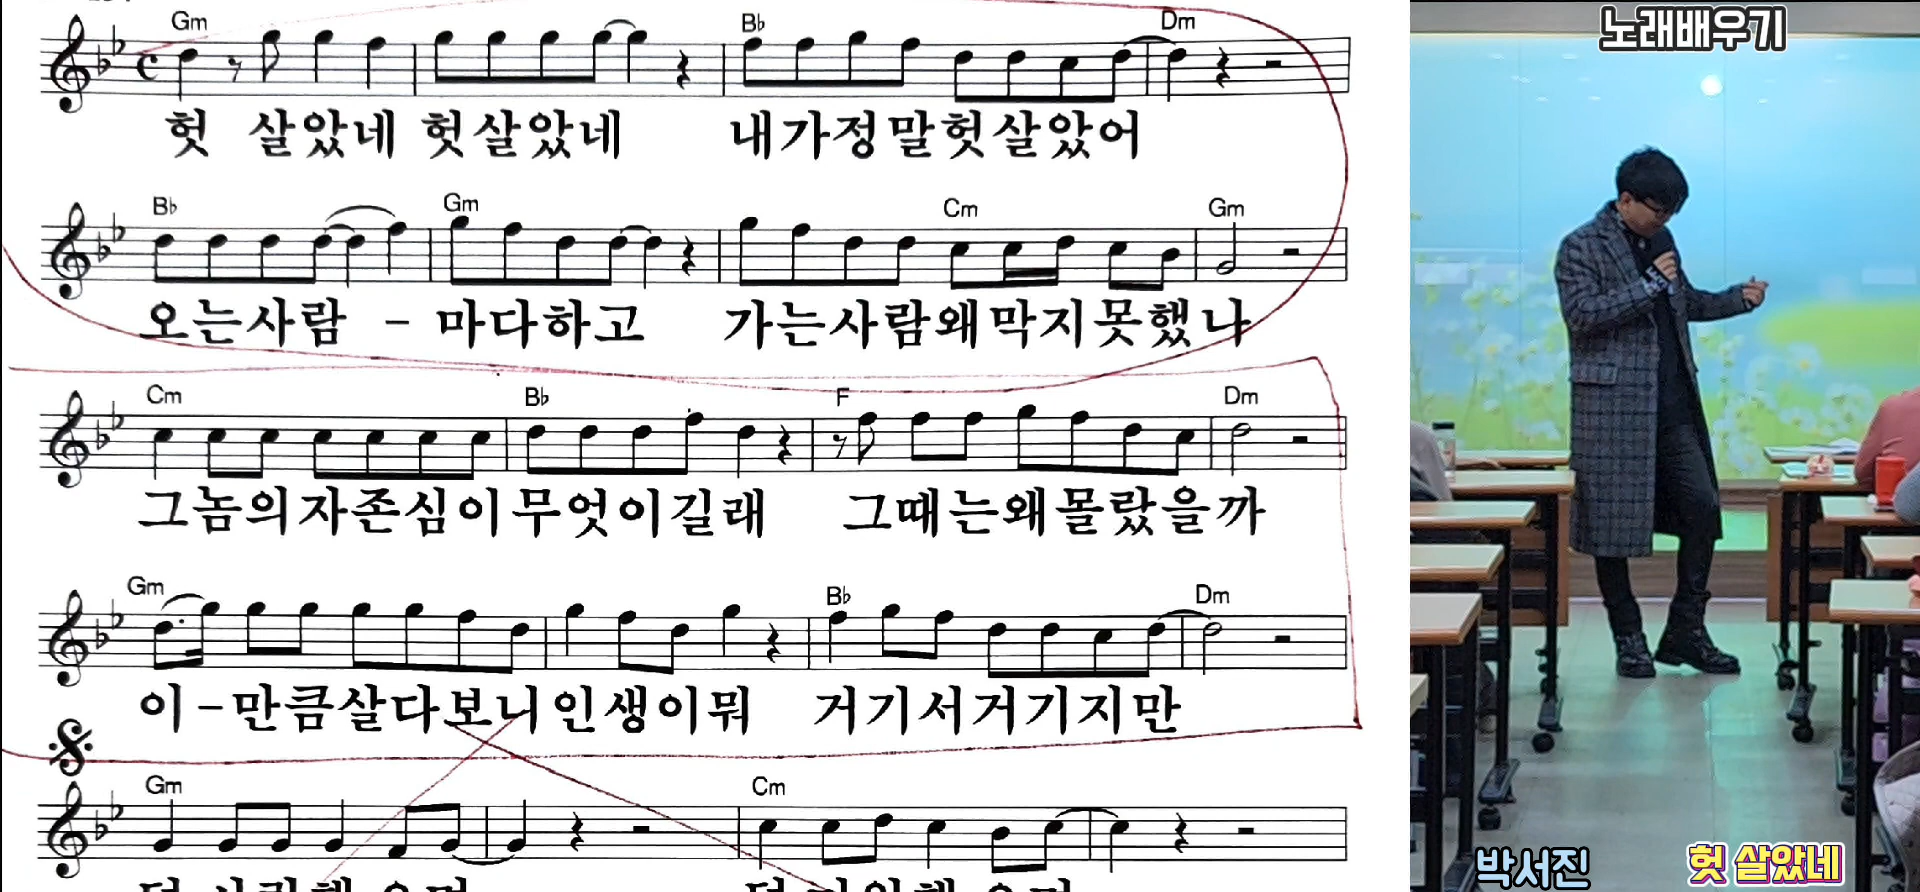 노래배우기
Gm Bb Dm
헛 살았네 헛살았네 내가정말헛살았어
Bb Gm Cm Gm
오는사람 - 마다하고 가는사람왜막지못했나
Cm Bb F Dm
그놈의자존심이무엇이길래 그때는왜몰랐을까
Gm Bb Dm
이-만큼살다보니인생이뭐 거기서거기지만
Gm Cm
박서진
헛 살았네